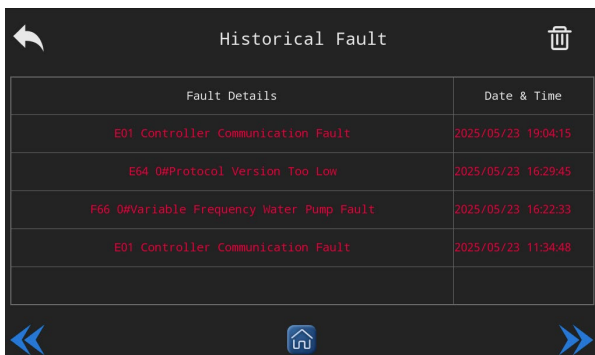 Historical Fault
Fault Details Date & Time
E01 Controller Communication Fault 2025/05/23 19:04:15
E64 0#Protocol Version Too Low 2025/05/23 16:29:45
F66 0#Variable Frequency Water Pump Fault 2025/05/23 16:22:33
E01 Controller Communication Fault 2025/05/23 11:34:48